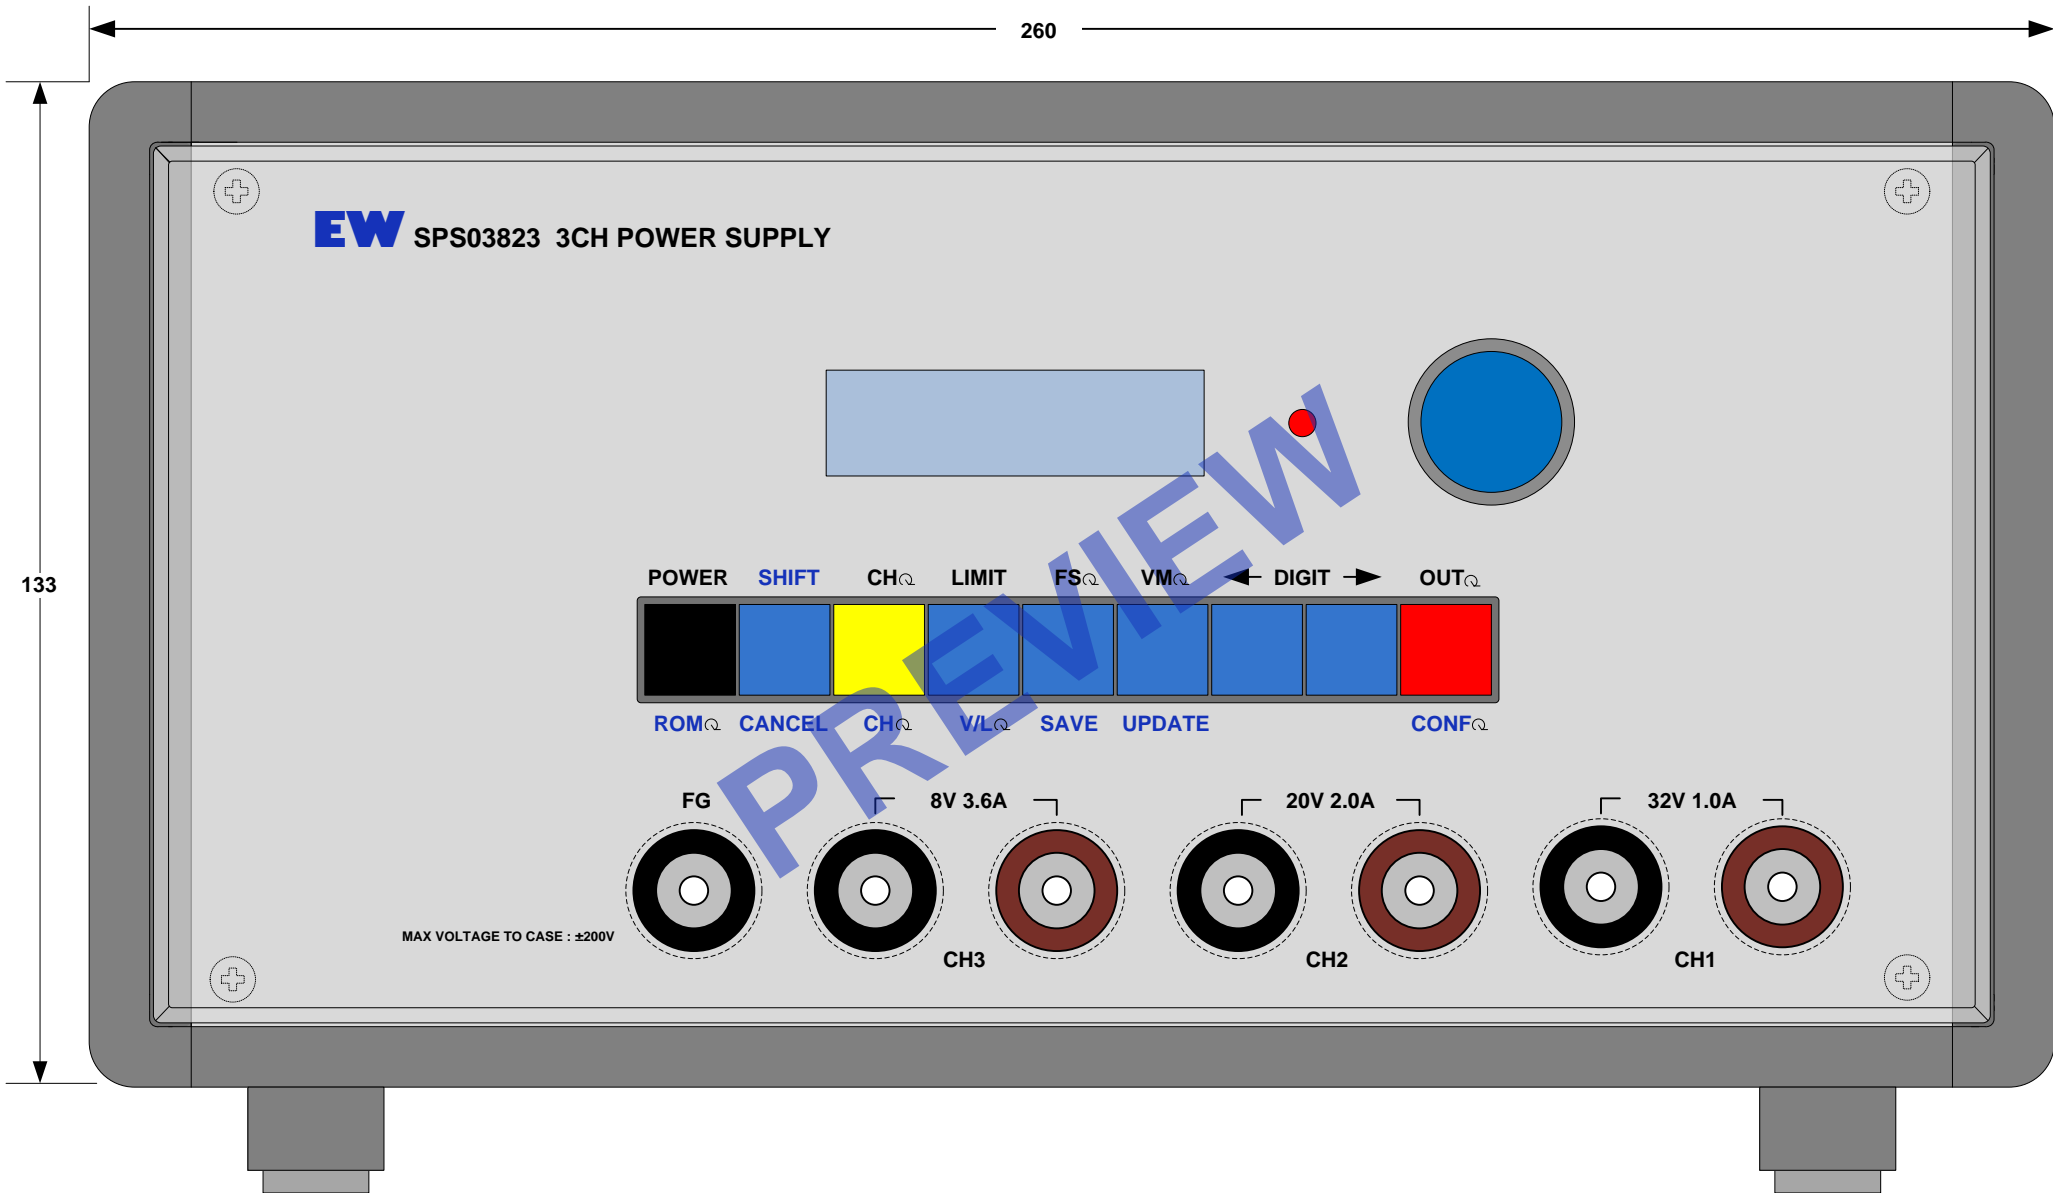 260
133
EW SPS03823 3CH POWER SUPPLY
POWER SHIFT CH LIMIT FS VM DIGIT OUT
ROM CANCEL CH V/L SAVE UPDATE CONF
PREVIEW
FG 8V 3.6A 20V 2.0A 32V 1.0A
MAX VOLTAGE TO CASE : ±200V
CH3 CH2 CH1